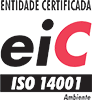 ENTIDADE CERTIFICADA
eiC
ISO 14001
Ambiente